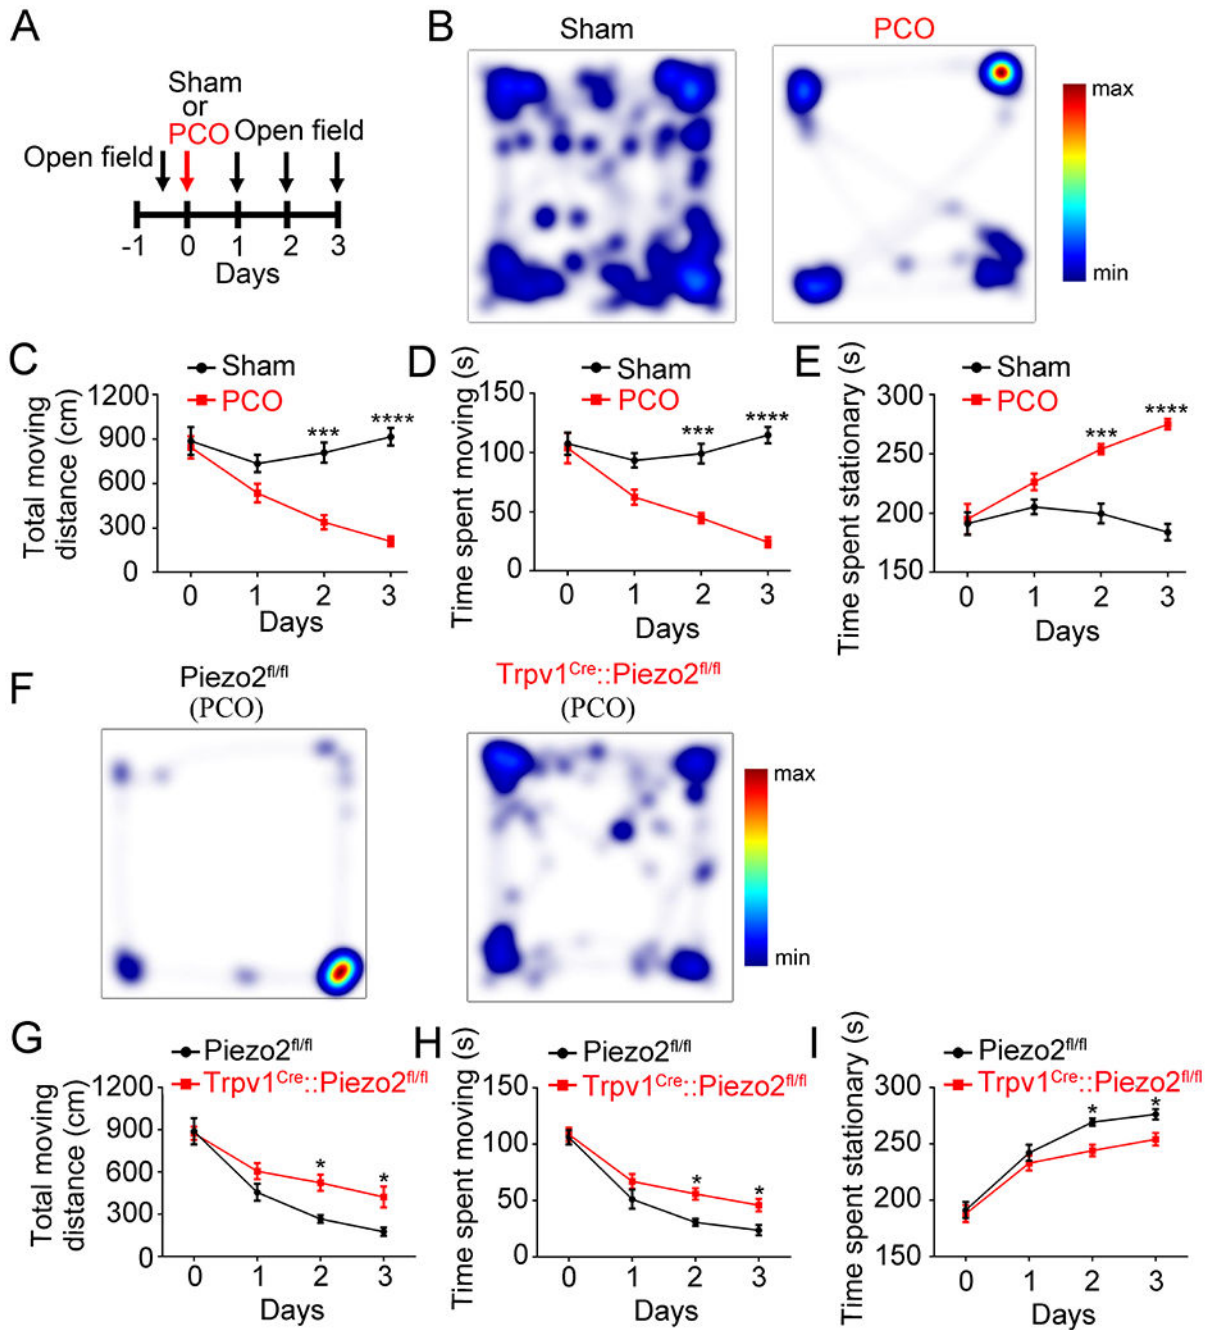 A
Sham
or
PCO
Open field
Open field
-1 0 1 2 3
Days
B
Sham
PCO
max
min
C
Sham
PCO
Total moving
distance (cm)
1200
900
600
300
0
***
****
0 1 2 3
Days
D
Sham
PCO
Time spent moving (s)
150
100
50
0
***
****
0 1 2 3
Days
E
Sham
PCO
Time spent stationary (s)
300
250
200
150
***
****
0 1 2 3
Days
F
Piezo2fl/fl
(PCO)
Trpv1Cre::Piezo2fl/fl
(PCO)
max
min
G
Piezo2fl/fl
Trpv1Cre::Piezo2fl/fl
Total moving
distance (cm)
1200
900
600
300
0
*
*
0 1 2 3
Days
H
Piezo2fl/fl
Trpv1Cre::Piezo2fl/fl
Time spent moving (s)
150
100
50
0
*
*
0 1 2 3
Days
I
Piezo2fl/fl
Trpv1Cre::Piezo2fl/fl
Time spent stationary (s)
300
250
200
150
*
*
0 1 2 3
Days